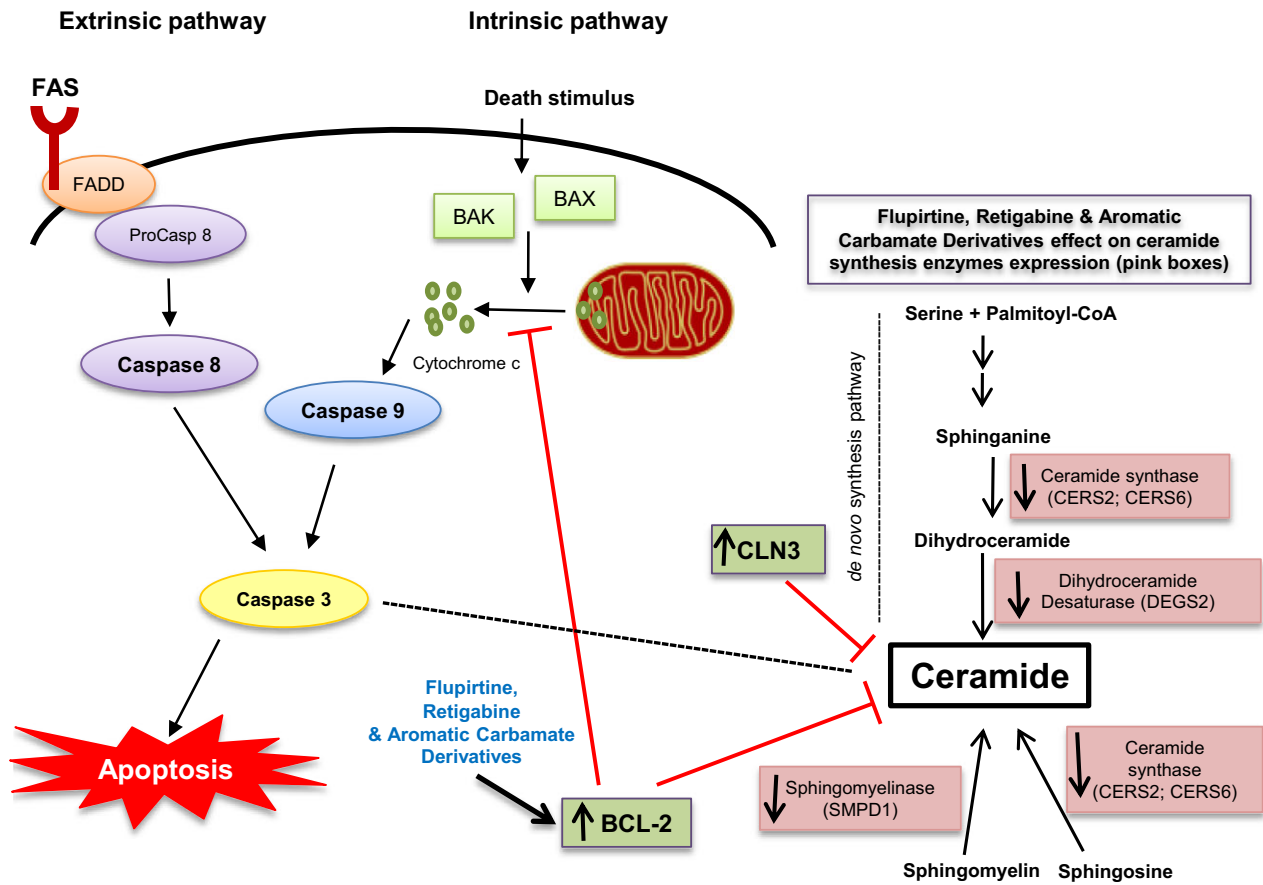 Extrinsic pathway
Intrinsic pathway
FAS
Death stimulus
FADD
ProCasp 8
BAK
BAX
Caspase 8
Cytochrome c
Caspase 9
Caspase 3
Apoptosis
Flupirtine,
Retigabine
& Aromatic Carbamate
Derivatives
BCL-2
CLN3
Flupirtine, Retigabine & Aromatic
Carbamate Derivatives effect on ceramide
synthesis enzymes expression (pink boxes)
de novo synthesis pathway
Serine + Palmitoyl-CoA
Sphinganine
Ceramide synthase
(CERS2; CERS6)
Dihydroceramide
Dihydroceramide
Desaturase (DEGS2)
Ceramide
Sphingomyelinase
(SMPD1)
Ceramide
synthase
(CERS2; CERS6)
Sphingomyelin
Sphingosine